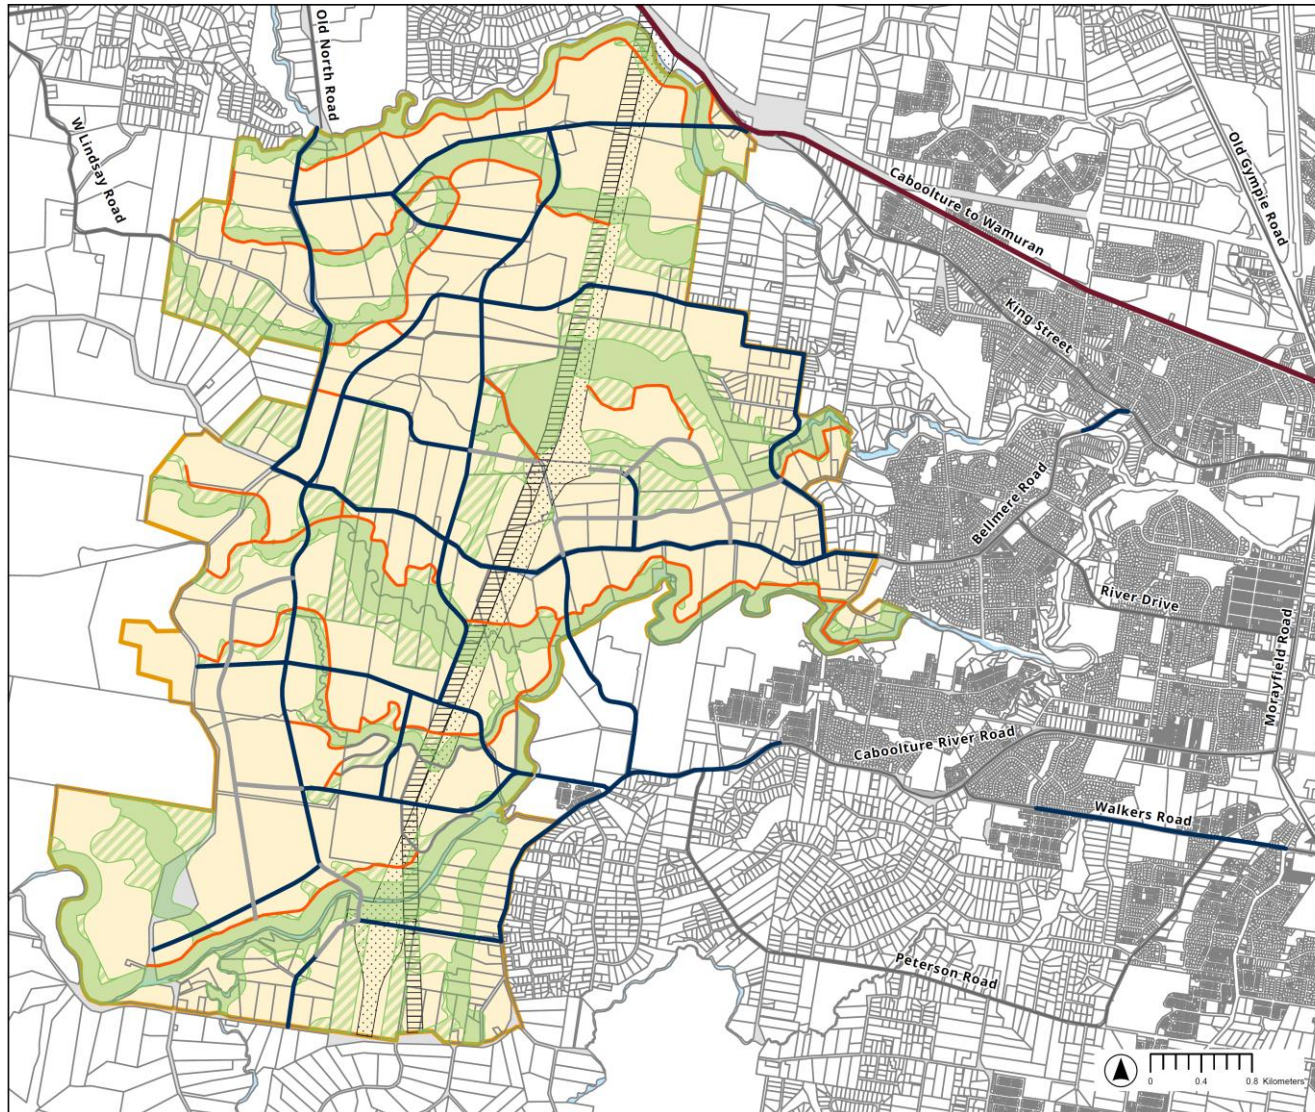 Old North Road
W Lindsay Road
Old Gympie Road
Caboolture to Wamuran
King Street
Bellmere Road
River Drive
Morayfield Road
Caboolture River Road
Walkers Road
Peterson Road
0 0.4 0.8 Kilometers